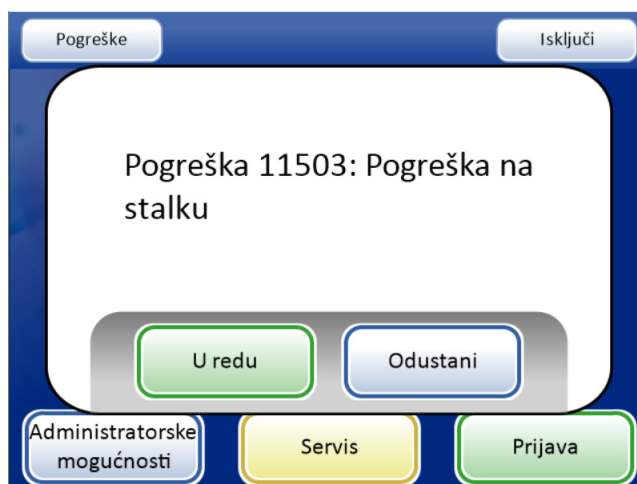 Pogreške
Isključi
Pogreška 11503: Pogreška na
stalku
U redu
Odustani
Administratorske
mogućnosti
Servis
Prijava